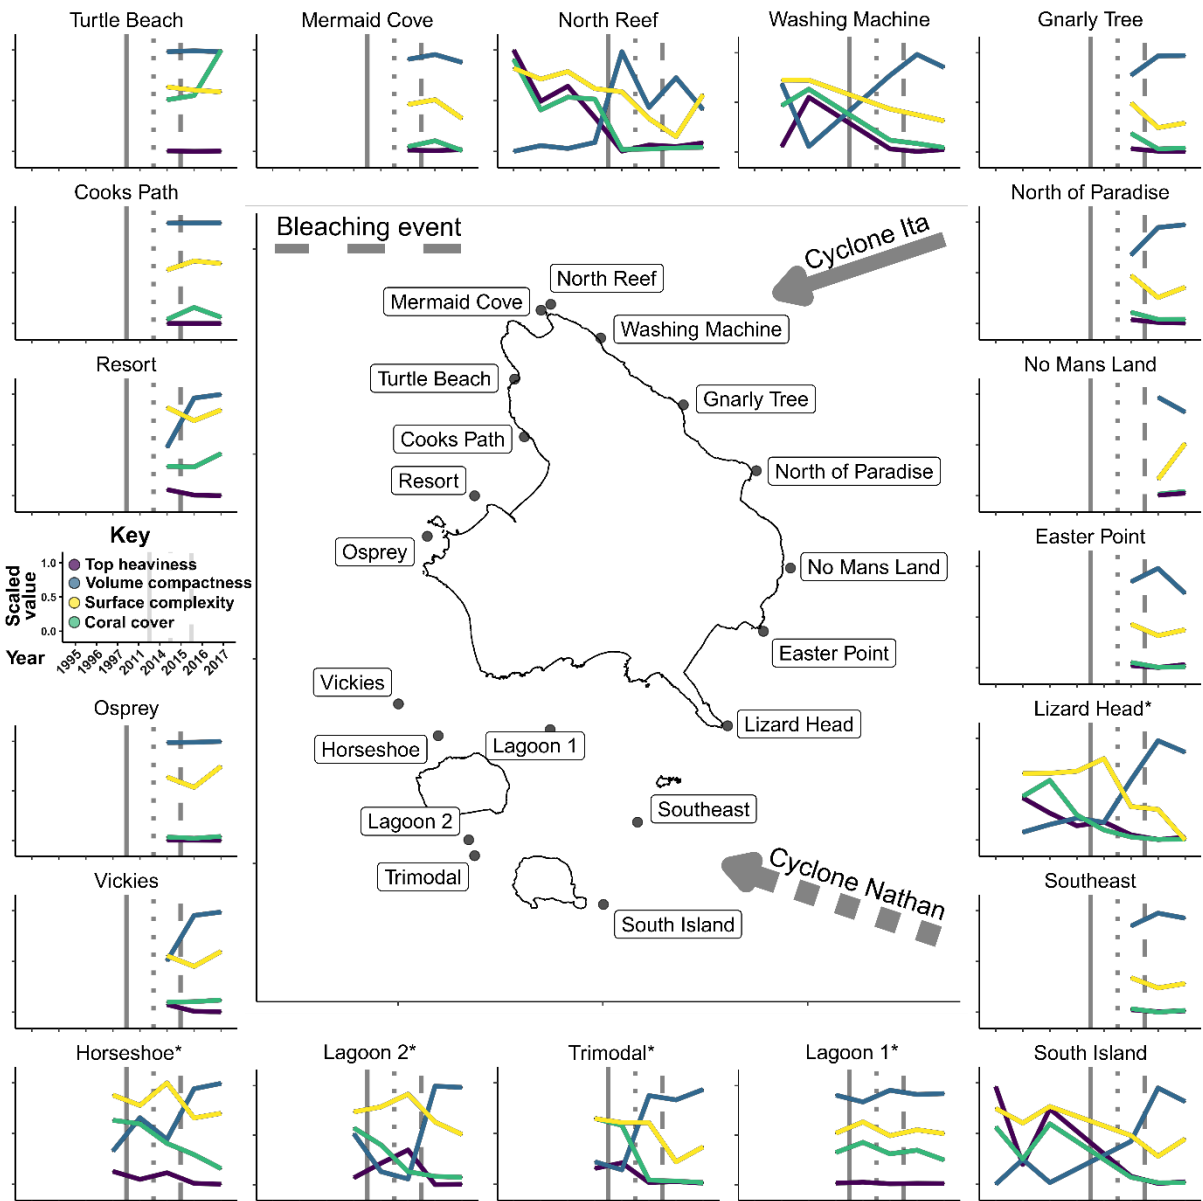 Turtle Beach
Mermaid Cove
North Reef
Washing Machine
Gnarly Tree
Cooks Path
North of Paradise
Bleaching event
Cyclone Ita
North Reef
Mermaid Cove
Washing Machine
Resort
No Mans Land
Turtle Beach
Gnarly Tree
Cooks Path
North of Paradise
Resort
Key
Osprey
Easter Point
Top heaviness
Volume compactness
Surface complexity
Coral cover
Scaled
value
1.0
0.5
0.0
No Mans Land
Year
1995
1996
1997
2011
2014
2015
2016
2017
Easter Point
Vickies
Osprey
Lizard Head*
Lizard Head
Horseshoe
Lagoon 1
Southeast
Lagoon 2
Trimodal
Cyclone Nathan
Vickies
Southeast
South Island
Horseshoe*
Lagoon 2*
Trimodal*
Lagoon 1*
South Island